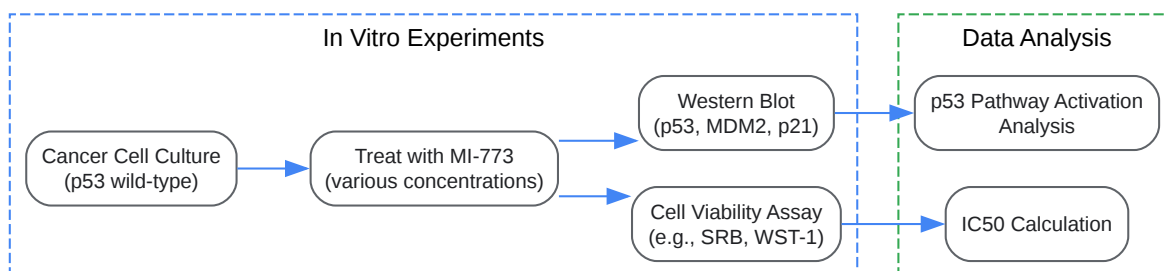 In Vitro Experiments
Data Analysis
Cancer Cell Culture
(p53 wild-type)
Treat with MI-773
(various concentrations)
Western Blot
(p53, MDM2, p21)
Cell Viability Assay
(e.g., SRB, WST-1)
p53 Pathway Activation
Analysis
IC50 Calculation